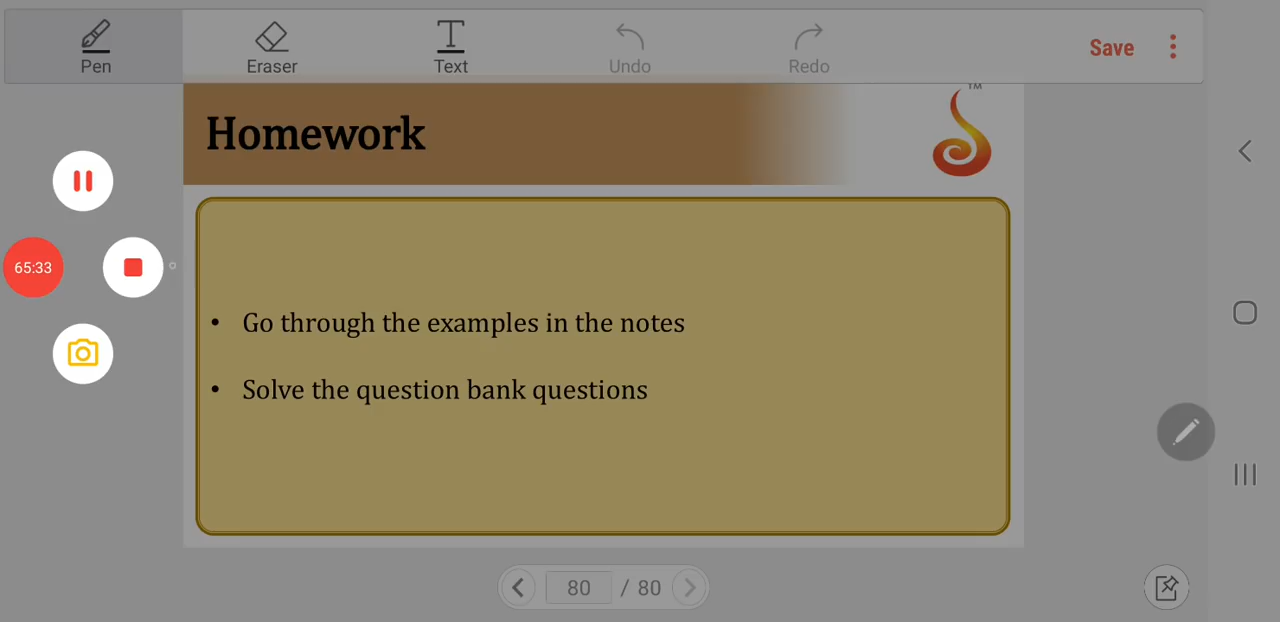 Pen Eraser Text Undo Redo Save
TM
Homework
65:33
• Go through the examples in the notes
• Solve the question bank questions
80 / 80